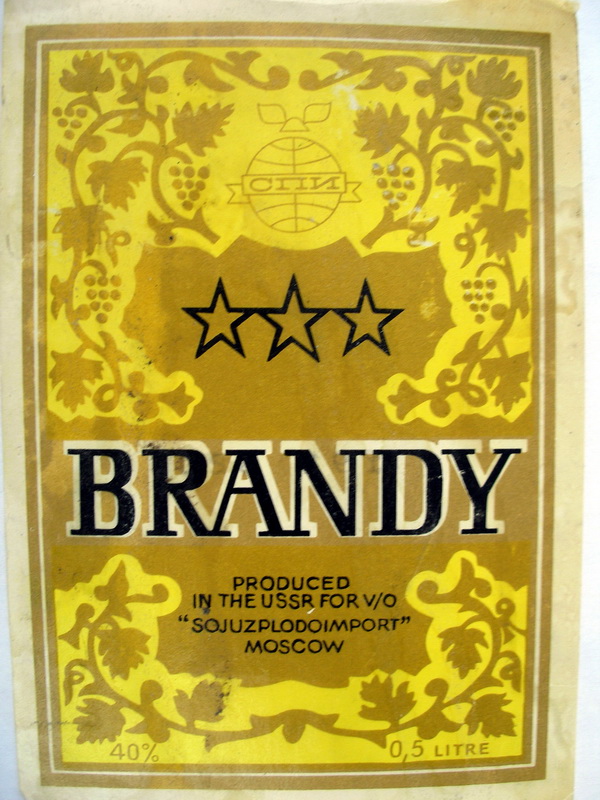 СПИ
BRANDY
PRODUCED
IN THE USSR FOR V/O
"SOJUZPLODOIMPORT"
MOSCOW
40%
0,5 LITRE